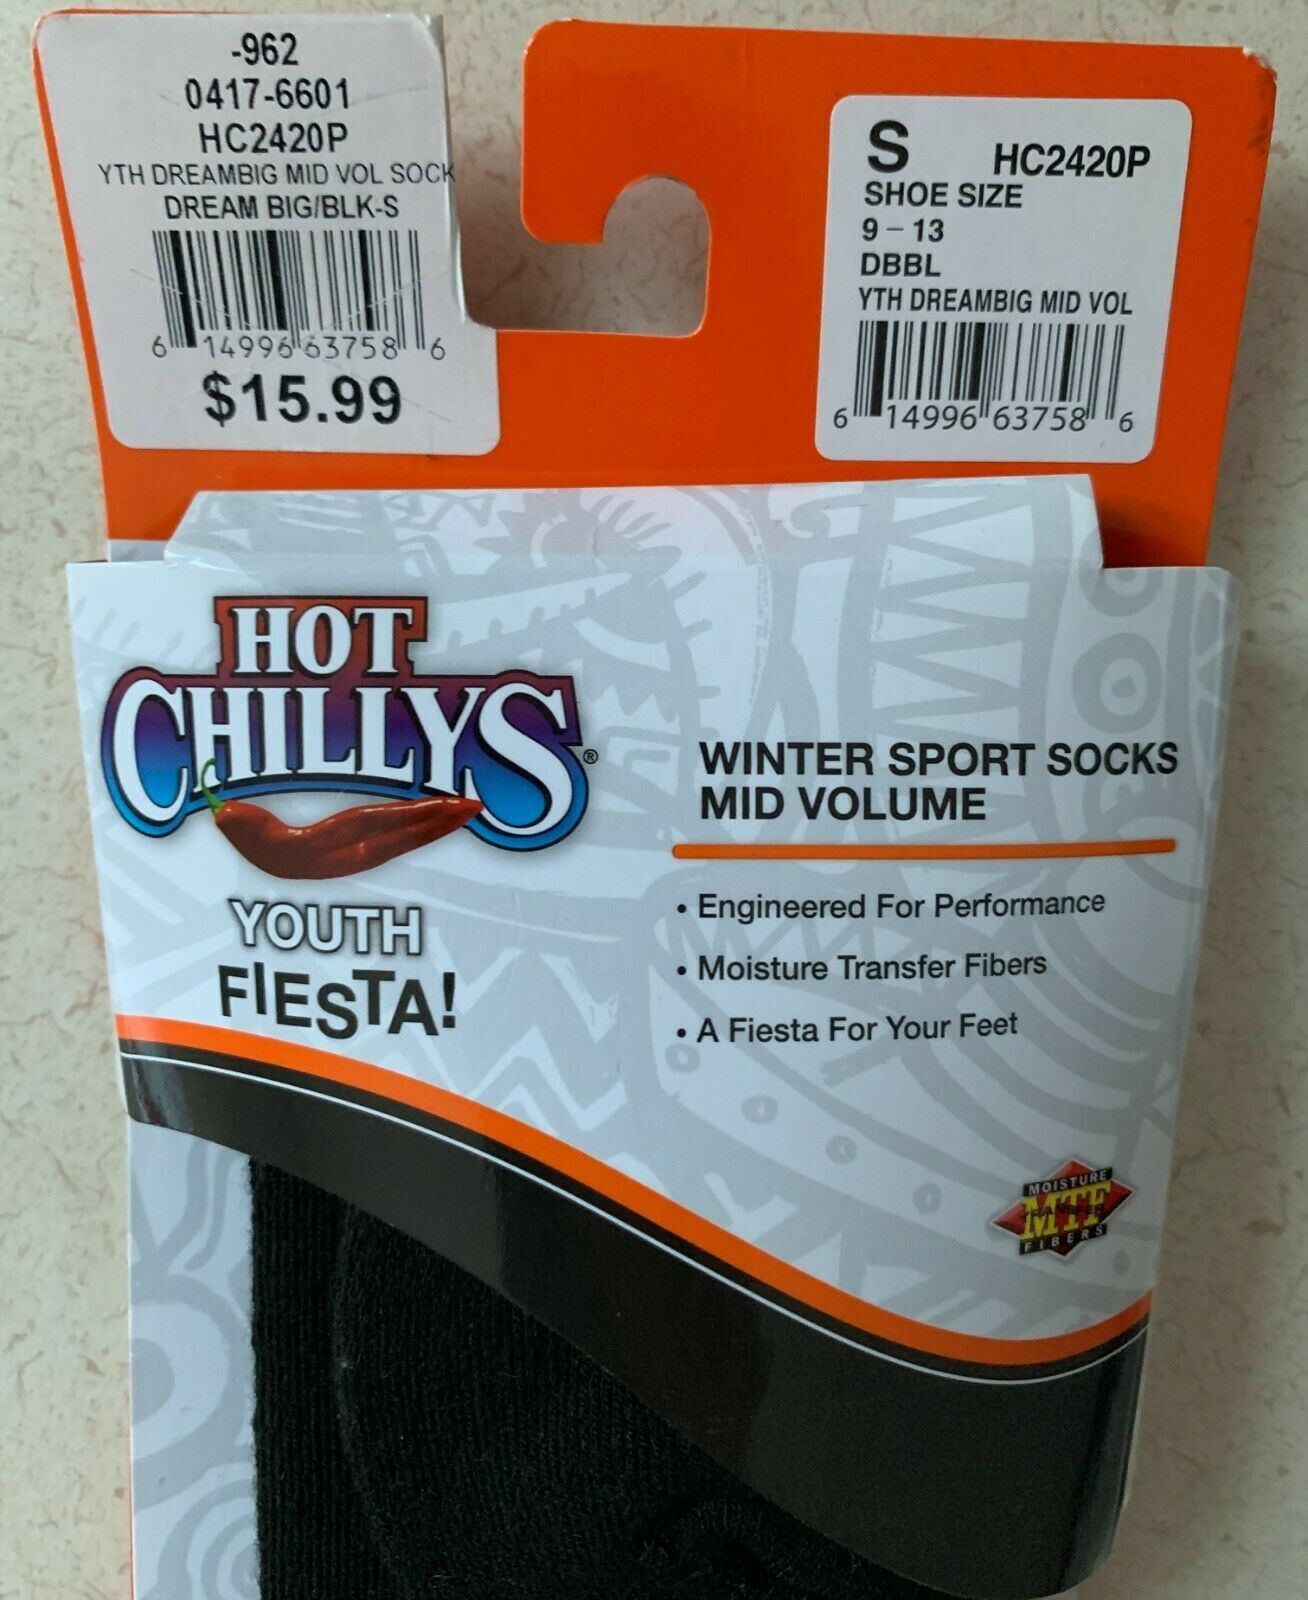 -962
0417-6601
HC2420P
YTH DREAMBIG MID VOL SOCK
DREAM BIG/BLK-S
6 14996 63758 6
$15.99
S HC2420P
SHOE SIZE
9 - 13
DBBL
YTH DREAMBIG MID VOL
6 14996 63758 6
HOT
CHILLYS®
YOUTH
FIESTA!
WINTER SPORT SOCKS
MID VOLUME
• Engineered For Performance
• Moisture Transfer Fibers
• A Fiesta For Your Feet
MOISTURE
MTF
TRANSFER
FIBERS